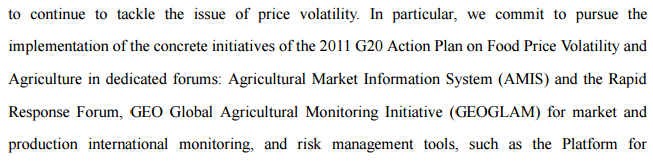 to continue to tackle the issue of price volatility. In particular, we commit to pursue the
implementation of the concrete initiatives of the 2011 G20 Action Plan on Food Price Volatility and
Agriculture in dedicated forums: Agricultural Market Information System (AMIS) and the Rapid
Response Forum, GEO Global Agricultural Monitoring Initiative (GEOGLAM) for market and
production international monitoring, and risk management tools, such as the Platform for